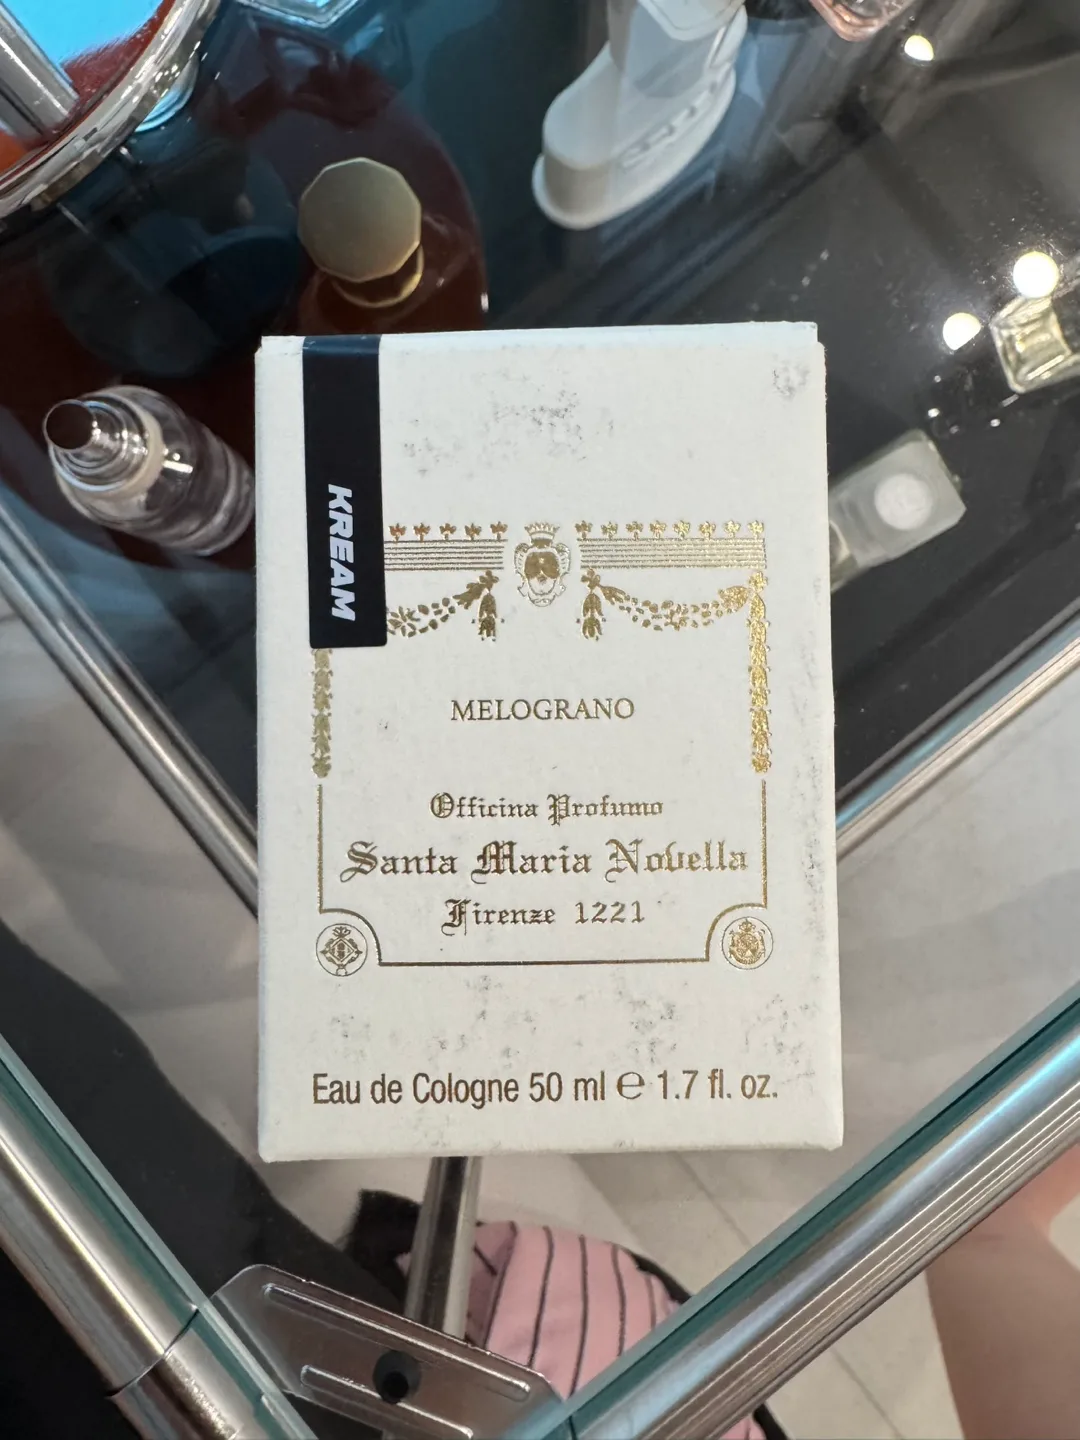 KREAM
MELOGRANO
Officina Profumo
Santa Maria Novella
Firenze 1221
Eau de Cologne 50 ml ℮ 1.7 fl. oz.